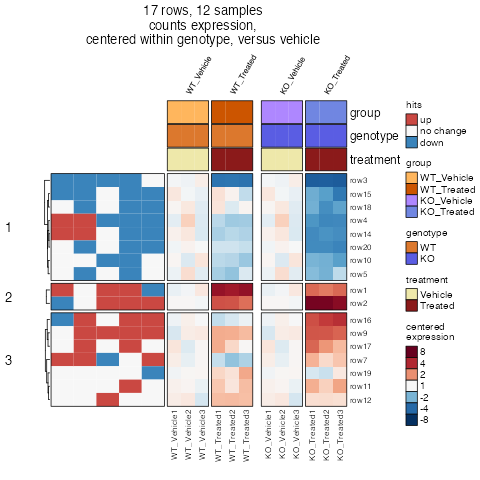 17 rows, 12 samples
counts expression,
centered within genotype, versus vehicle
WT_Vehicle
WT_Treated
KO_Vehicle
KO_Treated
group
genotype
treatment
1
2
3
row3
row15
row18
row4
row14
row20
row10
row5
row1
row2
row16
row9
row17
row7
row19
row11
row12
WT_Vehicle1
WT_Vehicle2
WT_Vehicle3
WT_Treated1
WT_Treated2
WT_Treated3
KO_Vehicle1
KO_Vehicle2
KO_Vehicle3
KO_Treated1
KO_Treated2
KO_Treated3
hits
up
no change
down
group
WT_Vehicle
WT_Treated
KO_Vehicle
KO_Treated
genotype
WT
KO
treatment
Vehicle
Treated
centered
expression
8
4
2
1
-2
-4
-8